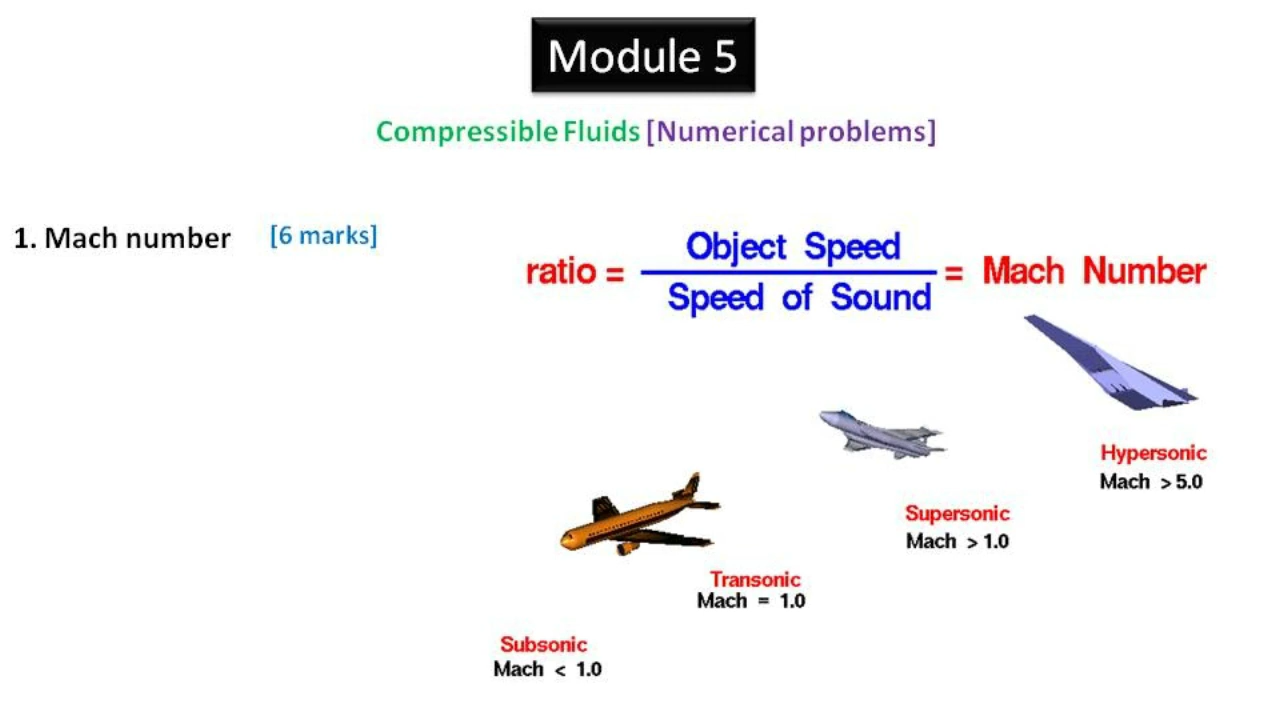 Module 5
Compressible Fluids [Numerical problems]
1. Mach number [6 marks]
ratio = Object Speed / Speed of Sound = Mach Number
Hypersonic
Mach > 5.0
Supersonic
Mach > 1.0
Transonic
Mach = 1.0
Subsonic
Mach < 1.0